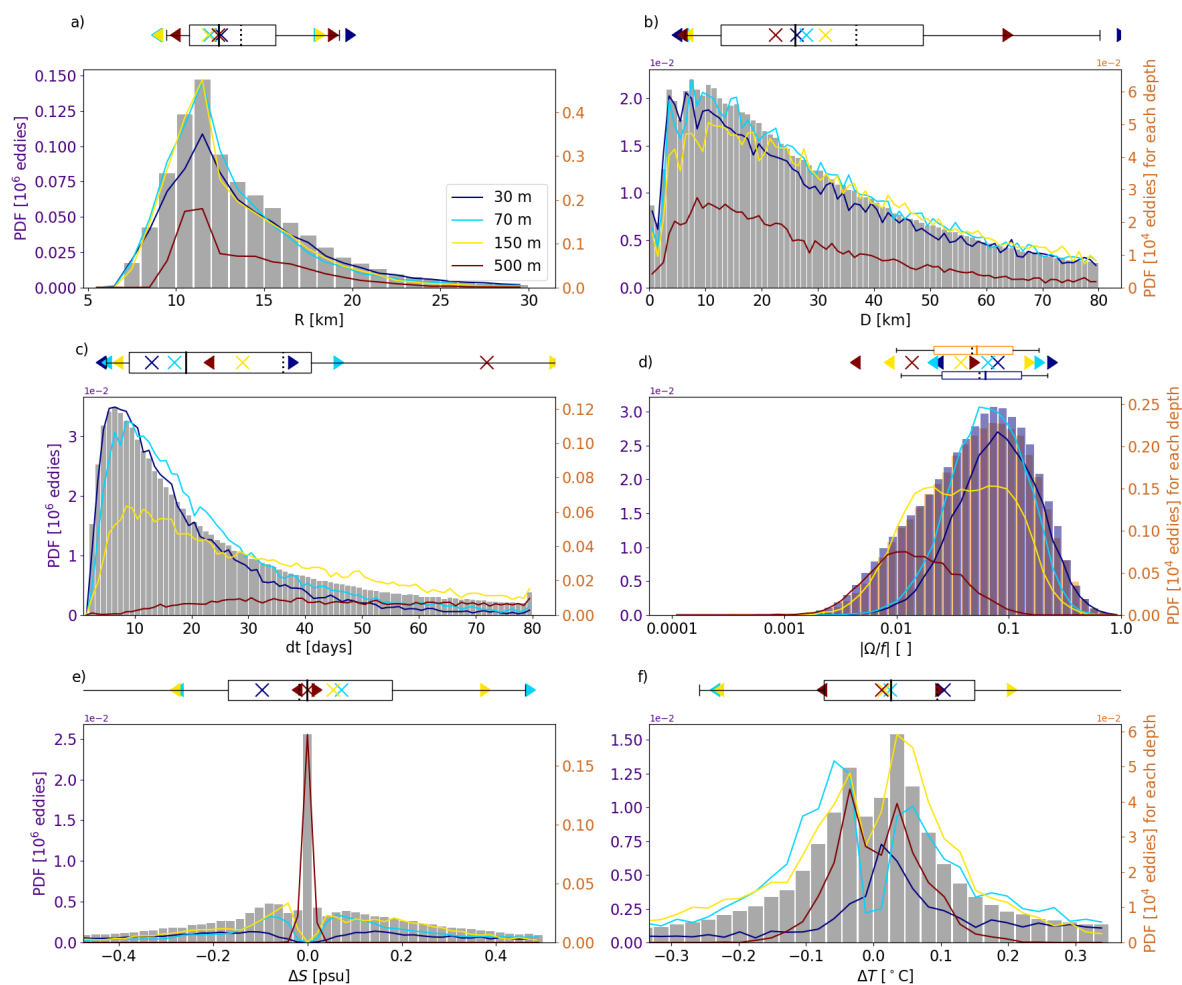 a)
PDF [10^6 eddies]
0.150
0.125
0.100
0.075
0.050
0.025
0.000
0.4
0.3
0.2
0.1
0.0
30 m
70 m
150 m
500 m
5 10 15 20 25 30
R [km]
b)
1e−2
1e−2
2.0
1.5
1.0
0.5
0.0
6
5
4
3
2
1
0
PDF [10^4 eddies] for each depth
0 10 20 30 40 50 60 70 80
D [km]
c)
1e−2
PDF [10^6 eddies]
3
2
1
0
0.12
0.10
0.08
0.06
0.04
0.02
0.00
10 20 30 40 50 60 70 80
dt [days]
d)
1e−2
3.0
2.5
2.0
1.5
1.0
0.5
0.0
0.25
0.20
0.15
0.10
0.05
0.00
PDF [10^4 eddies] for each depth
0.0001 0.001 0.01 0.1 1.0
|Ω/f| [ ]
e)
1e−2
PDF [10^6 eddies]
2.5
2.0
1.5
1.0
0.5
0.0
0.15
0.10
0.05
0.00
−0.4 −0.2 0.0 0.2 0.4
ΔS [psu]
f)
1e−2
1e−2
1.50
1.25
1.00
0.75
0.50
0.25
0.00
6
5
4
3
2
1
0
PDF [10^4 eddies] for each depth
−0.3 −0.2 −0.1 0.0 0.1 0.2 0.3
ΔT [°C]